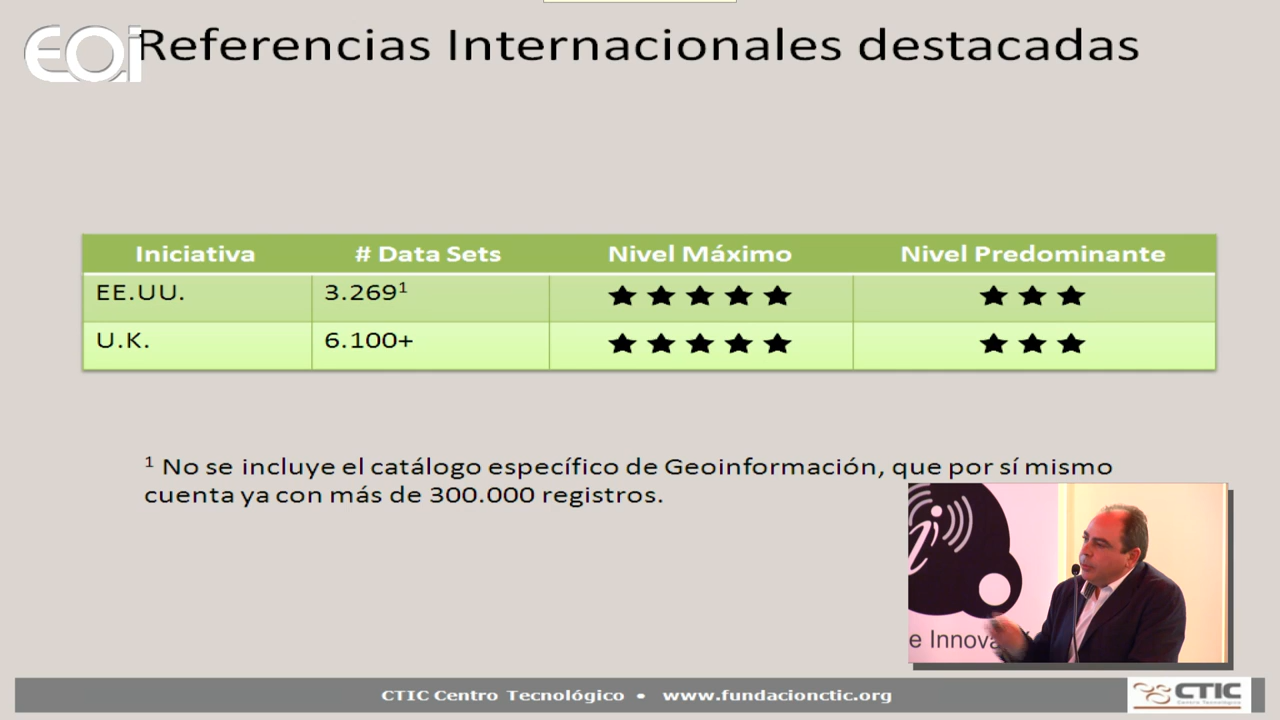 EOi
Referencias Internacionales destacadas
Iniciativa # Data Sets Nivel Máximo Nivel Predominante
EE.UU. 3.269¹ ★ ★ ★ ★ ★ ★ ★ ★
U.K. 6.100+ ★ ★ ★ ★ ★ ★ ★ ★
¹ No se incluye el catálogo específico de Geoinformación, que por sí mismo
cuenta ya con más de 300.000 registros.
i
e Innova
CTIC Centro Tecnológico • www.fundacionctic.org
CTIC
Centro Tecnológico